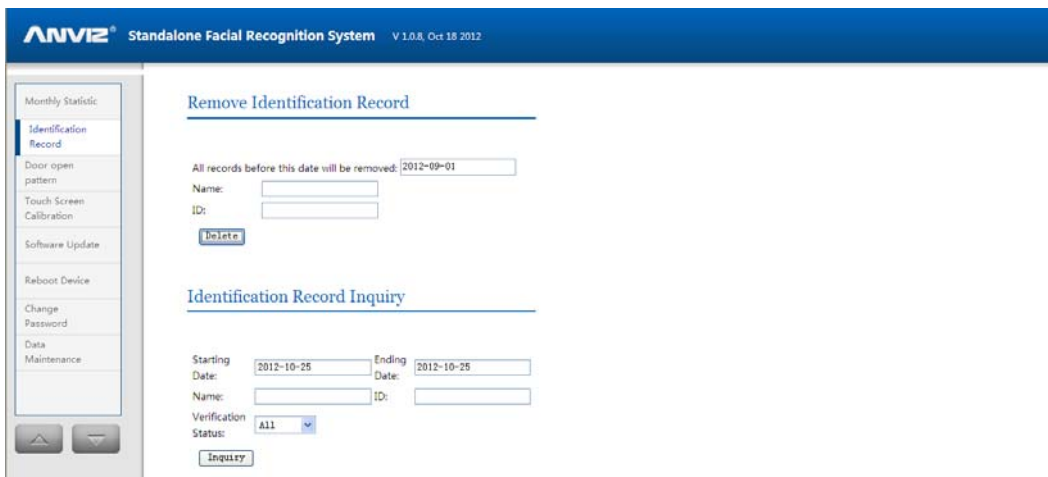 ANVIZ® Standalone Facial Recognition System V 1.0.8, Oct 18 2012
Monthly Statistic
Identification
Record
Door open
pattern
Touch Screen
Calibration
Software Update
Reboot Device
Change
Password
Data
Maintenance
Remove Identification Record
All records before this date will be removed: 2012-09-01
Name:
ID:
Delete
Identification Record Inquiry
Starting
Date: 2012-10-25
Ending
Date: 2012-10-25
Name:
ID:
Verification
Status: All
Inquiry